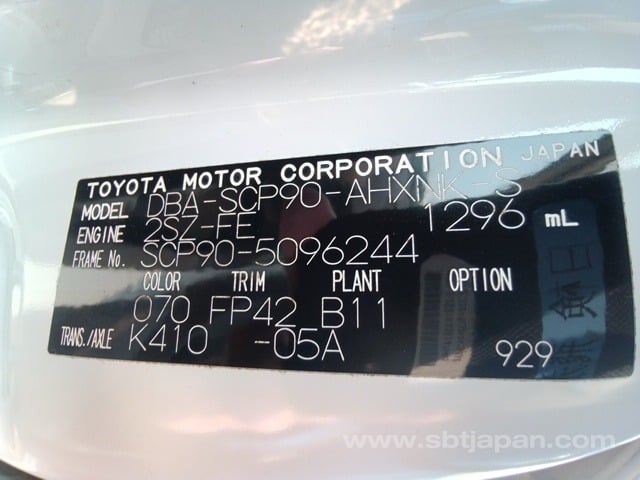 TOYOTA MOTOR CORPORATION JAPAN
MODEL DBA-SCP90-AHXNK-S
ENGINE 2SZ-FE 1296 mL
FRAME No. SCP90-5096244
COLOR TRIM PLANT OPTION
070 FP42 B11
TRANS./AXLE K410 -05A 929
www.sbtjapan.com